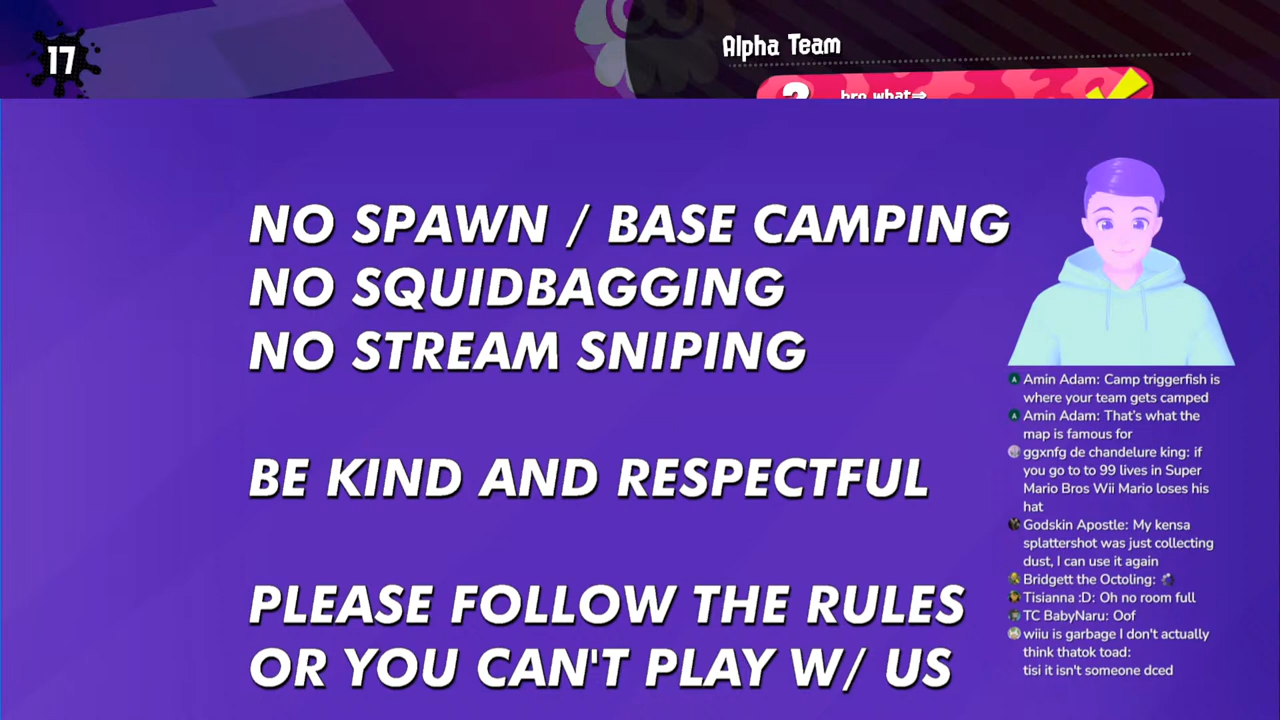 17
Alpha Team
bro what⇒
NO SPAWN / BASE CAMPING
NO SQUIDBAGGING
NO STREAM SNIPING
BE KIND AND RESPECTFUL
PLEASE FOLLOW THE RULES
OR YOU CAN'T PLAY W/ US
A Amin Adam: Camp triggerfish is
where your team gets camped
A Amin Adam: That's what the
map is famous for
ggxnfg de chandelure king: if
you go to to 99 lives in Super
Mario Bros Wii Mario loses his
hat
Godskin Apostle: My kensa
splattershot was just collecting
dust, I can use it again
Bridgett the Octoling:
Tisianna :D: Oh no room full
TC BabyNaru: Oof
wiiu is garbage I don't actually
think thatok toad:
tisi it isn't someone dced